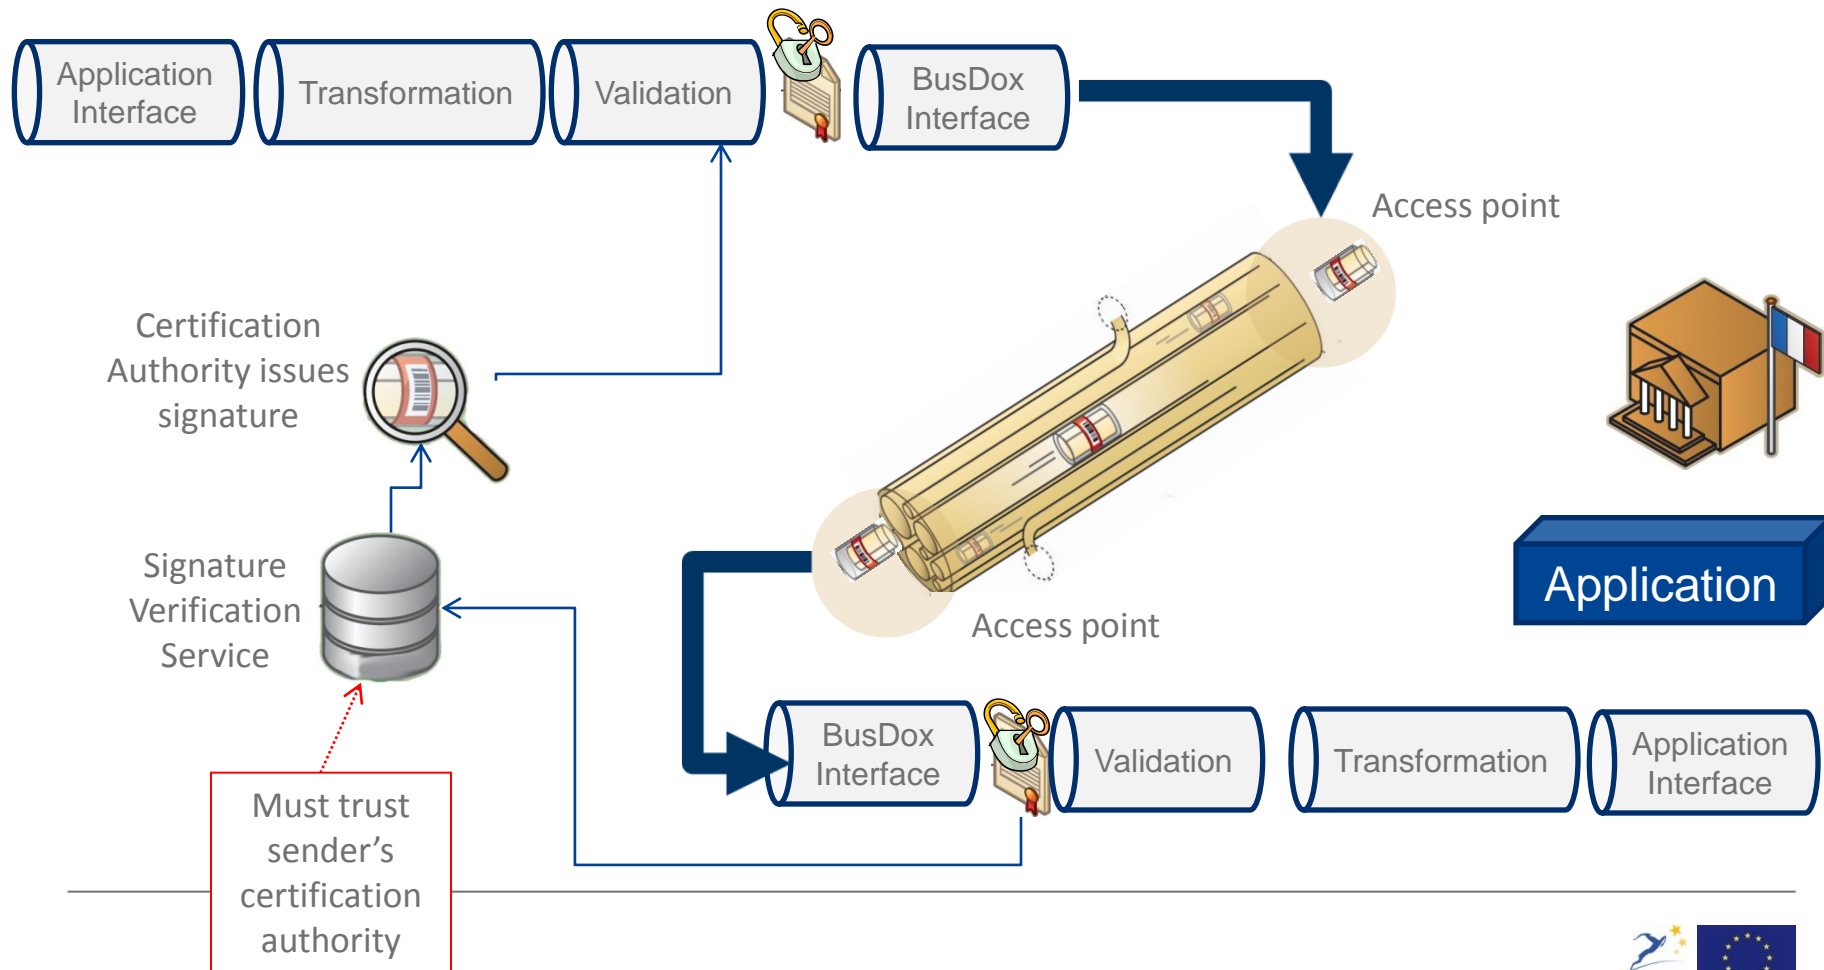 Application
Interface
Transformation
Validation
BusDox
Interface
Access point
Certification
Authority issues
signature
Signature
Verification
Service
Access point
Application
BusDox
Interface
Validation
Transformation
Application
Interface
Must trust
sender’s
certification
authority